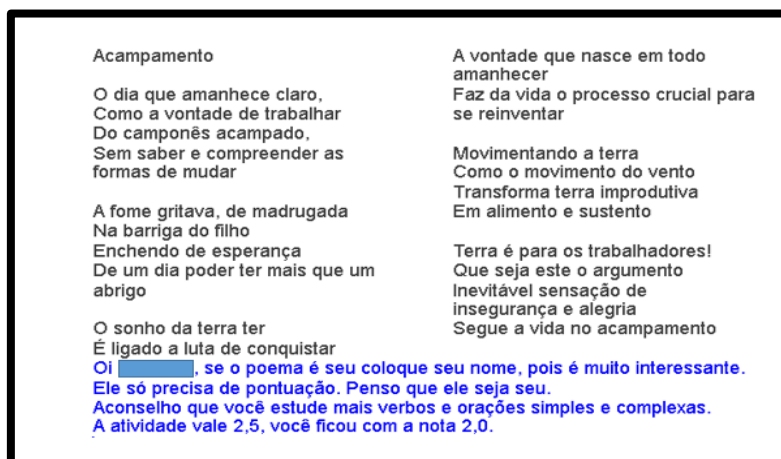 Acampamento
O dia que amanhece claro,
Como a vontade de trabalhar
Do camponês acampado,
Sem saber e compreender as
formas de mudar
A fome gritava, de madrugada
Na barriga do filho
Enchendo de esperança
De um dia poder ter mais que um
abrigo
O sonho da terra ter
É ligado a luta de conquistar
A vontade que nasce em todo
amanhecer
Faz da vida o processo crucial para
se reinventar
Movimentando a terra
Como o movimento do vento
Transforma terra improdutiva
Em alimento e sustento
Terra é para os trabalhadores!
Que seja este o argumento
Inevitável sensação de
insegurança e alegria
Segue a vida no acampamento
Oi , se o poema é seu coloque seu nome, pois é muito interessante.
Ele só precisa de pontuação. Penso que ele seja seu.
Aconselho que você estude mais verbos e orações simples e complexas.
A atividade vale 2,5, você ficou com a nota 2,0.